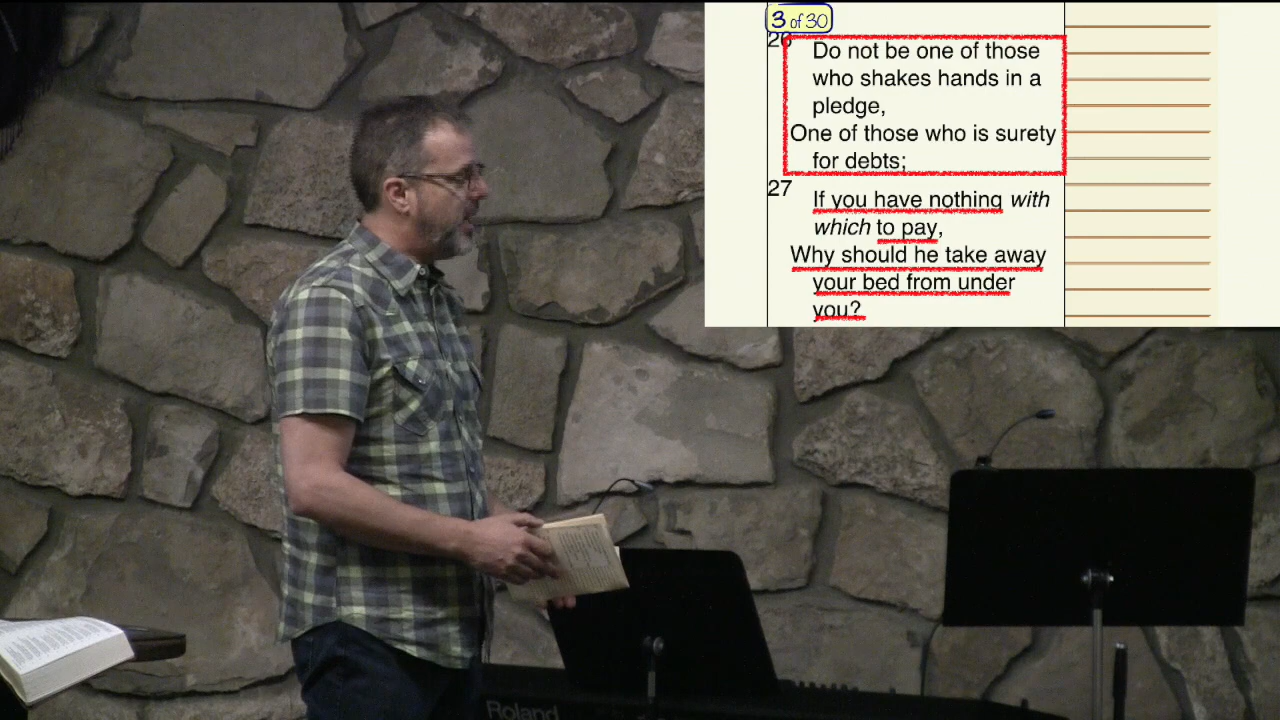 3 of 30
26
Do not be one of those
who shakes hands in a
pledge,
One of those who is surety
for debts;
27
If you have nothing with
which to pay,
Why should he take away
your bed from under
you?
Roland